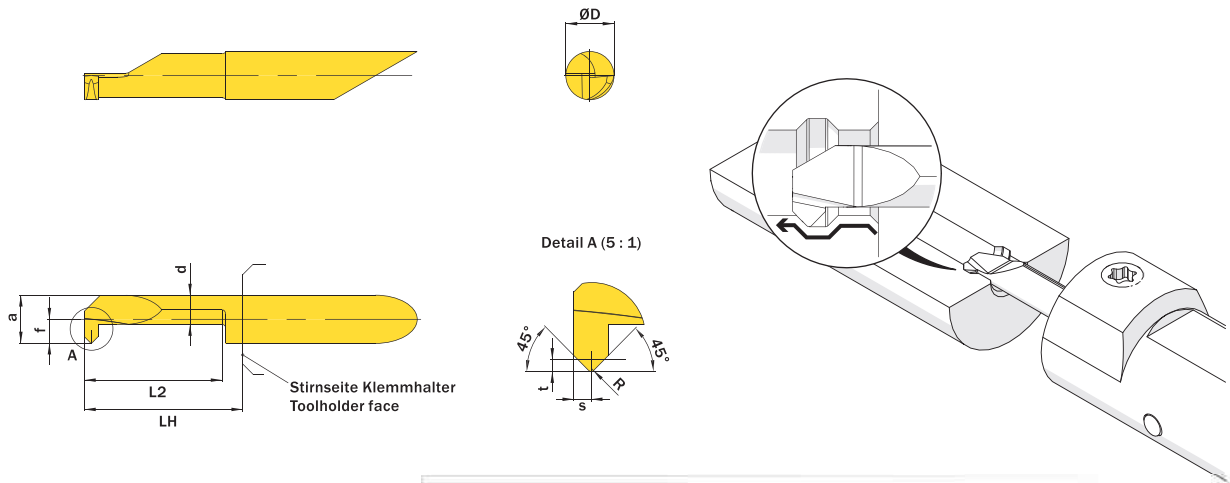 ØD
Detail A (5 : 1)
d
a
f
A
L2
LH
Stirnseite Klemmhalter
Toolholder face
45°
45°
t
s
R